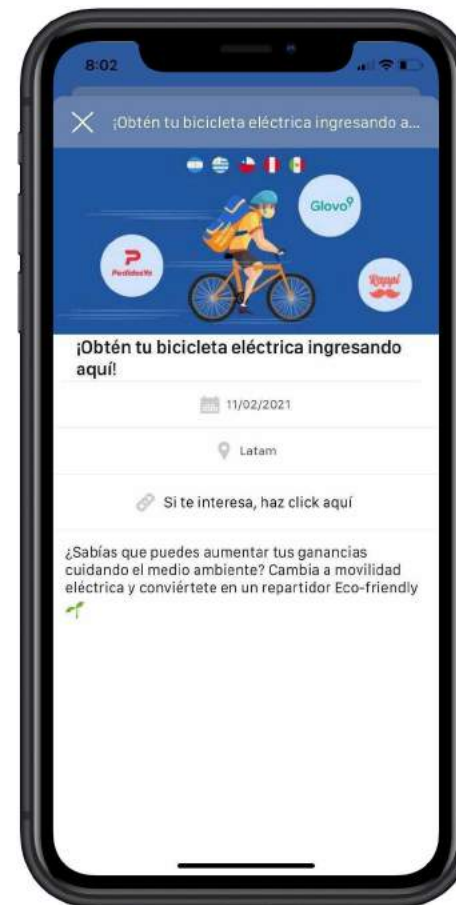 8:02
¡Obtén tu bicicleta eléctrica ingresando a...
Glovo
PedidosYa
Rappi
¡Obtén tu bicicleta eléctrica ingresando
aquí!
11/02/2021
Latam
Si te interesa, haz click aquí
¿Sabías que puedes aumentar tus ganancias
cuidando el medio ambiente? Cambia a movilidad
eléctrica y conviértete en un repartidor Eco-friendly